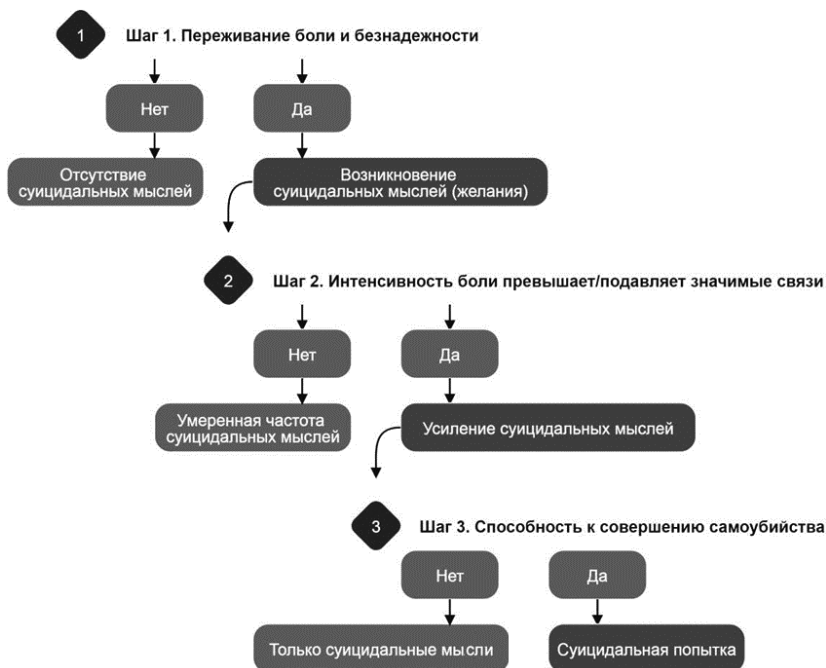 1
Шаг 1. Переживание боли и безнадежности
Нет
Да
Отсутствие
суицидальных мыслей
Возникновение
суицидальных мыслей (желания)
2
Шаг 2. Интенсивность боли превышает/подавляет значимые связи
Нет
Да
Умеренная частота
суицидальных мыслей
Усиление суицидальных мыслей
3
Шаг 3. Способность к совершению самоубийства
Нет
Да
Только суицидальные мысли
Суицидальная попытка